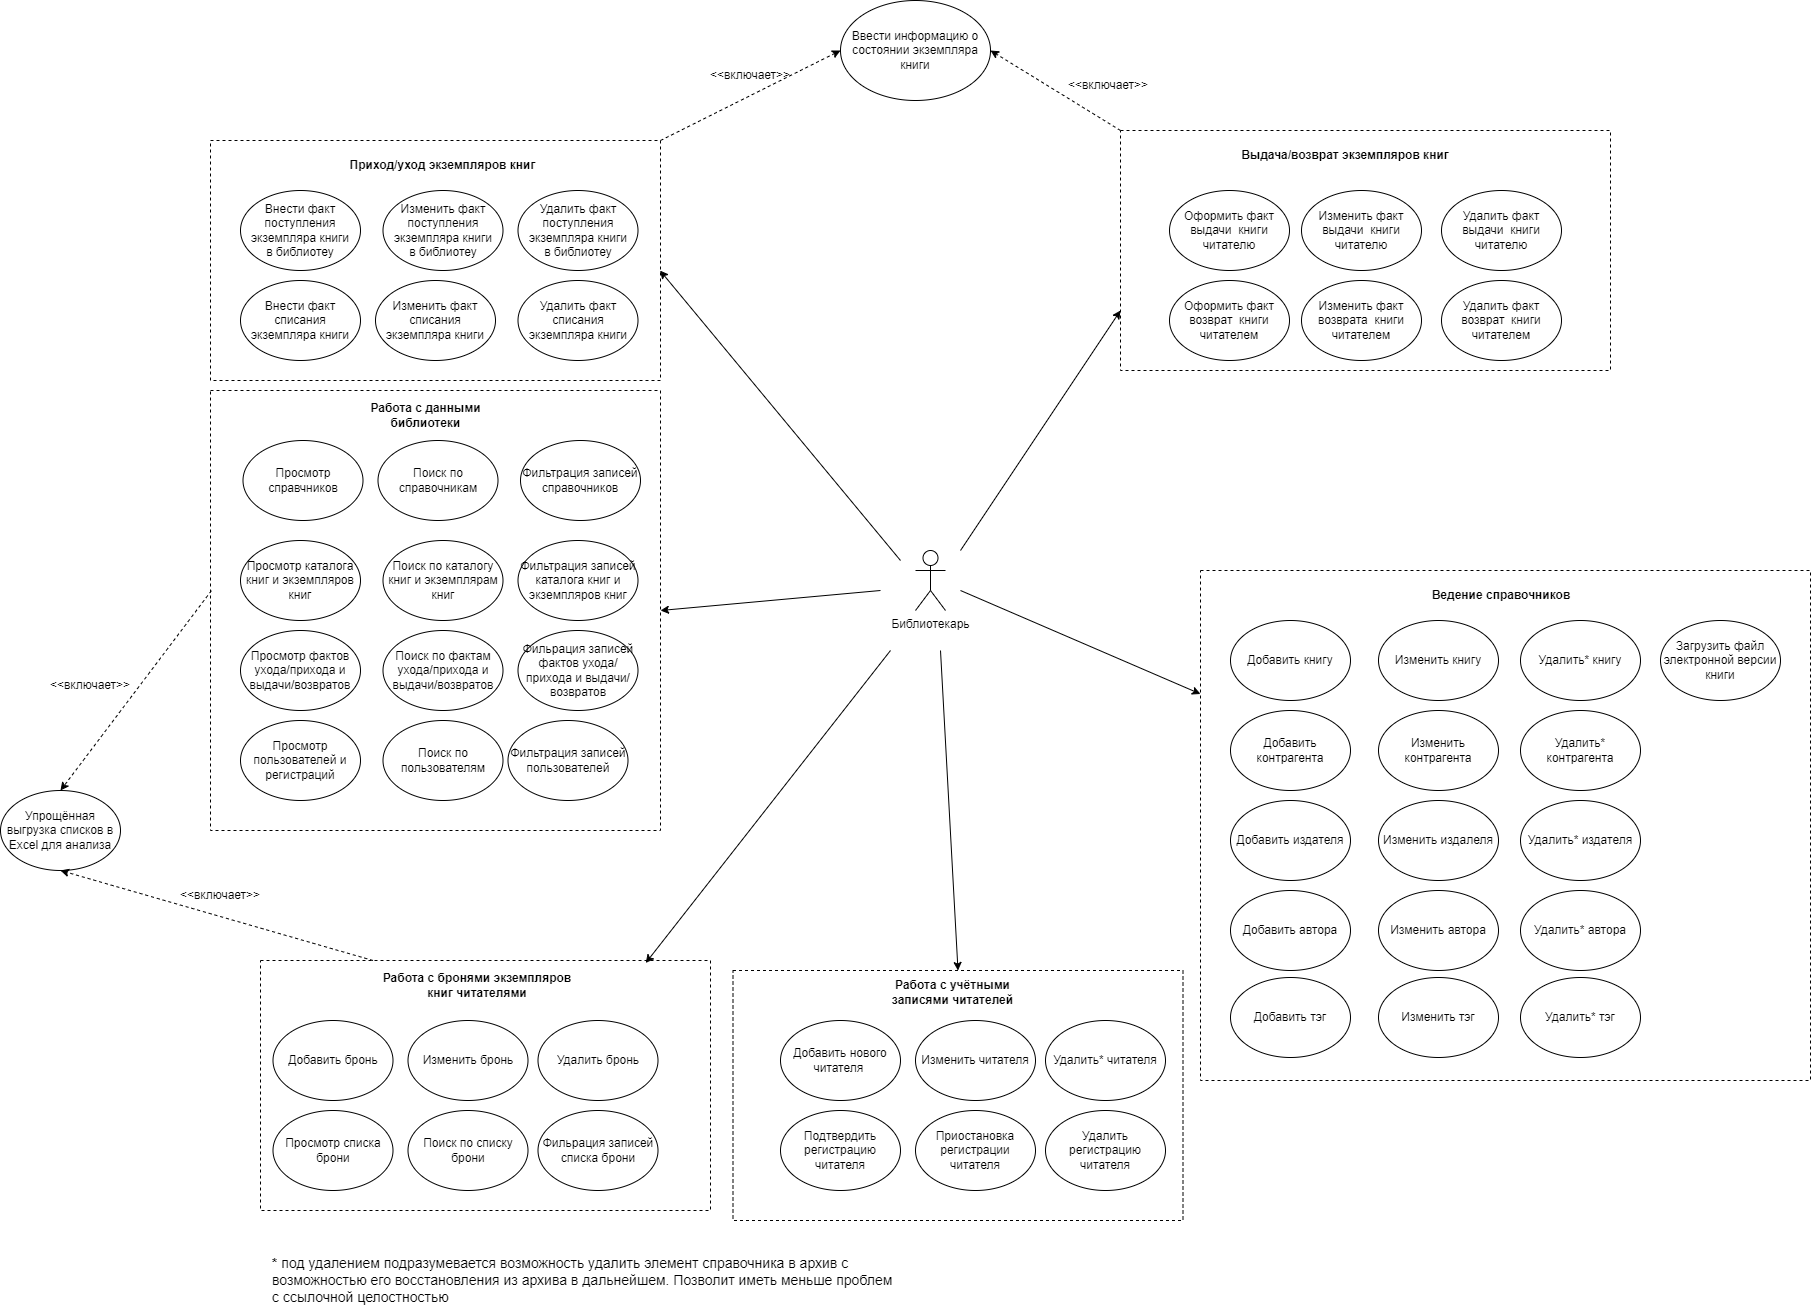 Ввести информацию о
состоянии экземпляра
книги
<<включает>>
<<включает>>
Приход/уход экземпляров книг
Внести факт
поступления
экземпляра книги
в библиотеу
Изменить факт
поступления
экземпляра книги
в библиотеу
Удалить факт
поступления
экземпляра книги
в библиотеу
Внести факт
списания
экземпляра книги
Изменить факт
списания
экземпляра книги
Удалить факт
списания
экземпляра книги
Выдача/возврат экземпляров книг
Оформить факт
выдачи книги
читателю
Изменить факт
выдачи книги
читателю
Удалить факт
выдачи книги
читателю
Оформить факт
возврат книги
читателем
Изменить факт
возврата книги
читателем
Удалить факт
возврат книги
читателем
Работа с данными
библиотеки
Просмотр
справчников
Поиск по
справочникам
Фильтрация записей
справочников
Просмотр каталога
книг и экземпляров
книг
Поиск по каталогу
книг и экземплярам
книг
Фильтрация записей
каталога книг и
экземпляров книг
Просмотр фактов
ухода/прихода и
выдачи/возвратов
Поиск по фактам
ухода/прихода и
выдачи/возвратов
Фильрация записей
фактов ухода/
прихода и выдачи/
возвратов
Просмотр
пользователей и
регистраций
Поиск по
пользователям
Фильтрация записей
пользователей
Библиотекарь
<<включает>>
Упрощённая
выгрузка списков в
Excel для анализа
<<включает>>
Ведение справочников
Добавить книгу
Изменить книгу
Удалить* книгу
Загрузить файл
электронной версии
книги
Добавить
контрагента
Изменить
контрагента
Удалить*
контрагента
Добавить издателя
Изменить издалеля
Удалить* издателя
Добавить автора
Изменить автора
Удалить* автора
Добавить тэг
Изменить тэг
Удалить* тэг
Работа с бронями экземпляров
книг читателями
Добавить бронь
Изменить бронь
Удалить бронь
Просмотр списка
брони
Поиск по списку
брони
Фильрация записей
списка брони
Работа с учётными
записями читателей
Добавить нового
читателя
Изменить читателя
Удалить* читателя
Подтвердить
регистрацию
читателя
Приостановка
регистрации
читателя
Удалить
регистрацию
читателя
* под удалением подразумевается возможность удалить элемент справочника в архив с
возможностью его восстановления из архива в дальнейшем. Позволит иметь меньше проблем
с ссылочной целостностью